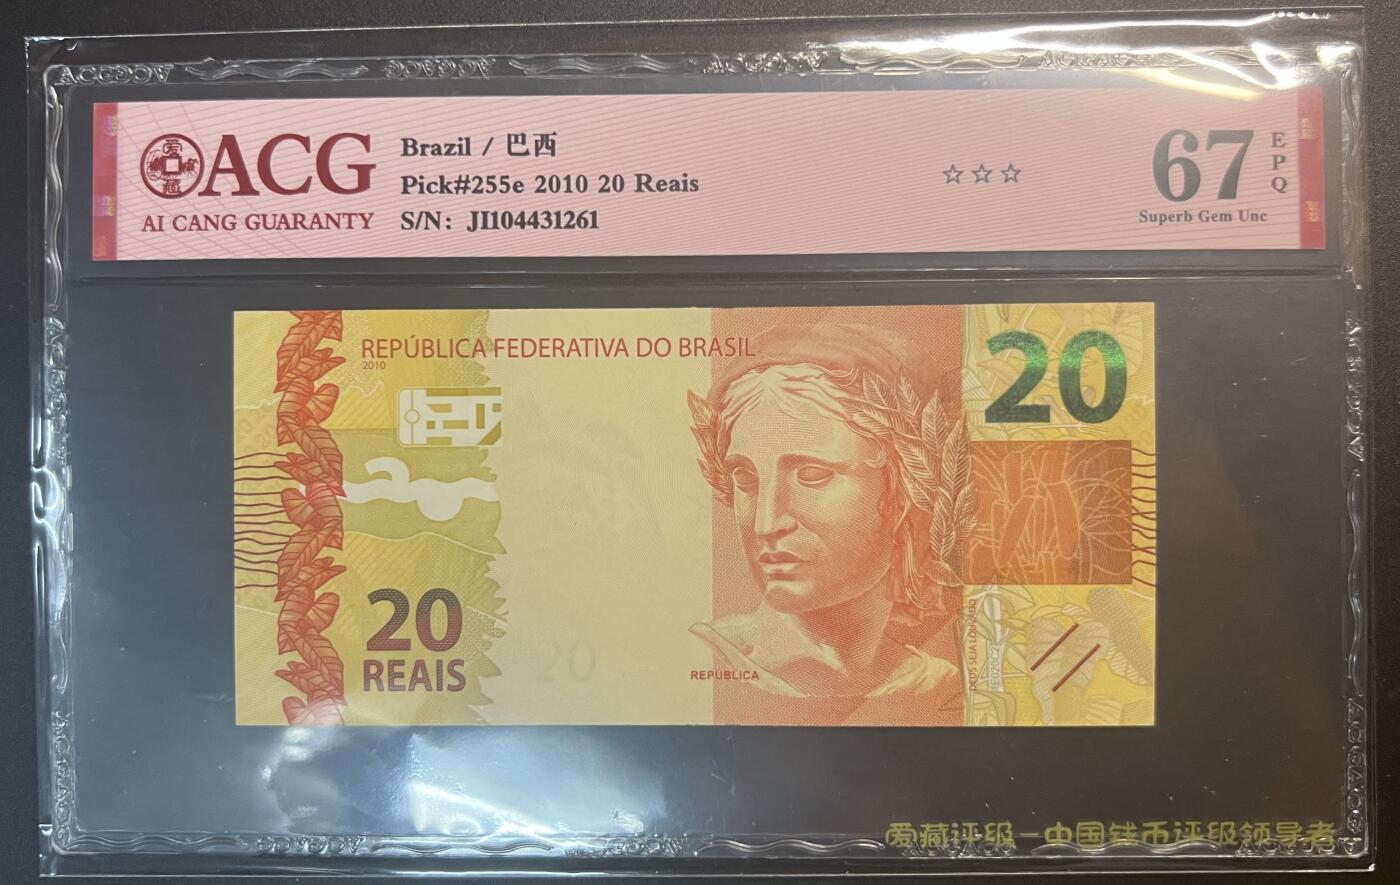 ACG
AI CANG GUARANTY
Brazil / 巴西
Pick#255e 2010 20 Reais
S/N: JI104431261
☆☆☆
67
EPQ
Superb Gem Unc
REPÚBLICA FEDERATIVA DO BRASIL
2010
20
20
20
REAIS
20
REPÚBLICA
DEUS SEJA LOUVADO
爱藏评级—中国钱币评级领导者